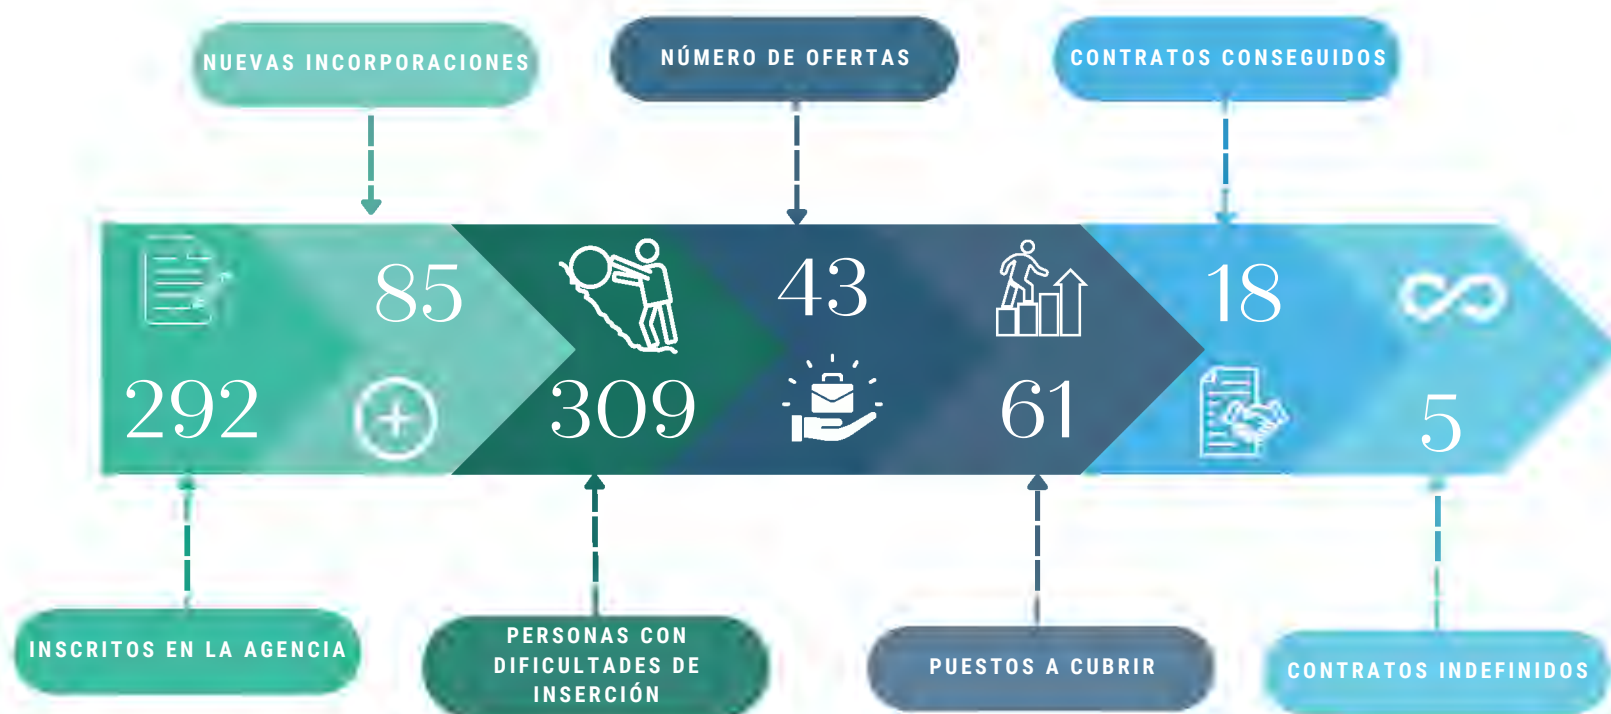 NUEVAS INCORPORACIONES
NÚMERO DE OFERTAS
CONTRATOS CONSEGUIDOS
85
43
18
292
309
61
5
INSCRITOS EN LA AGENCIA
PERSONAS CON
DIFICULTADES DE
INSERCIÓN
PUESTOS A CUBRIR
CONTRATOS INDEFINIDOS